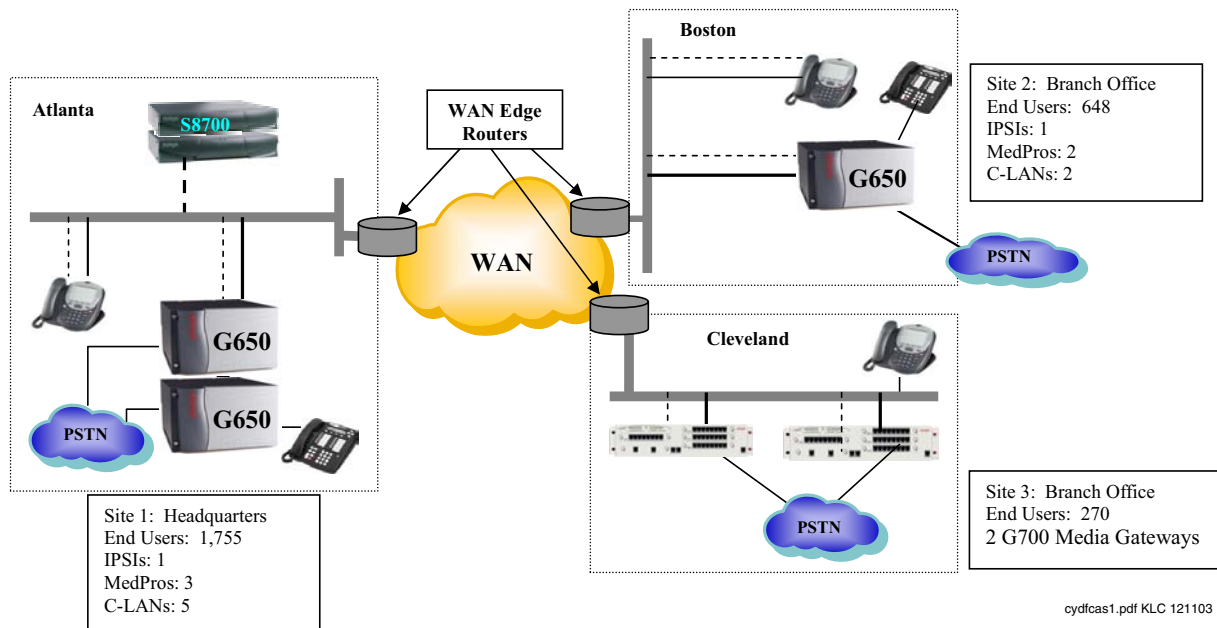 Atlanta
S8700
G650
G650
PSTN
Site 1: Headquarters
End Users: 1,755
IPSIs: 1
MedPros: 3
C-LANs: 5
WAN Edge
Routers
WAN
Boston
G650
PSTN
Site 2: Branch Office
End Users: 648
IPSIs: 1
MedPros: 2
C-LANs: 2
Cleveland
PSTN
Site 3: Branch Office
End Users: 270
2 G700 Media Gateways
cydfcas1.pdf KLC 121103